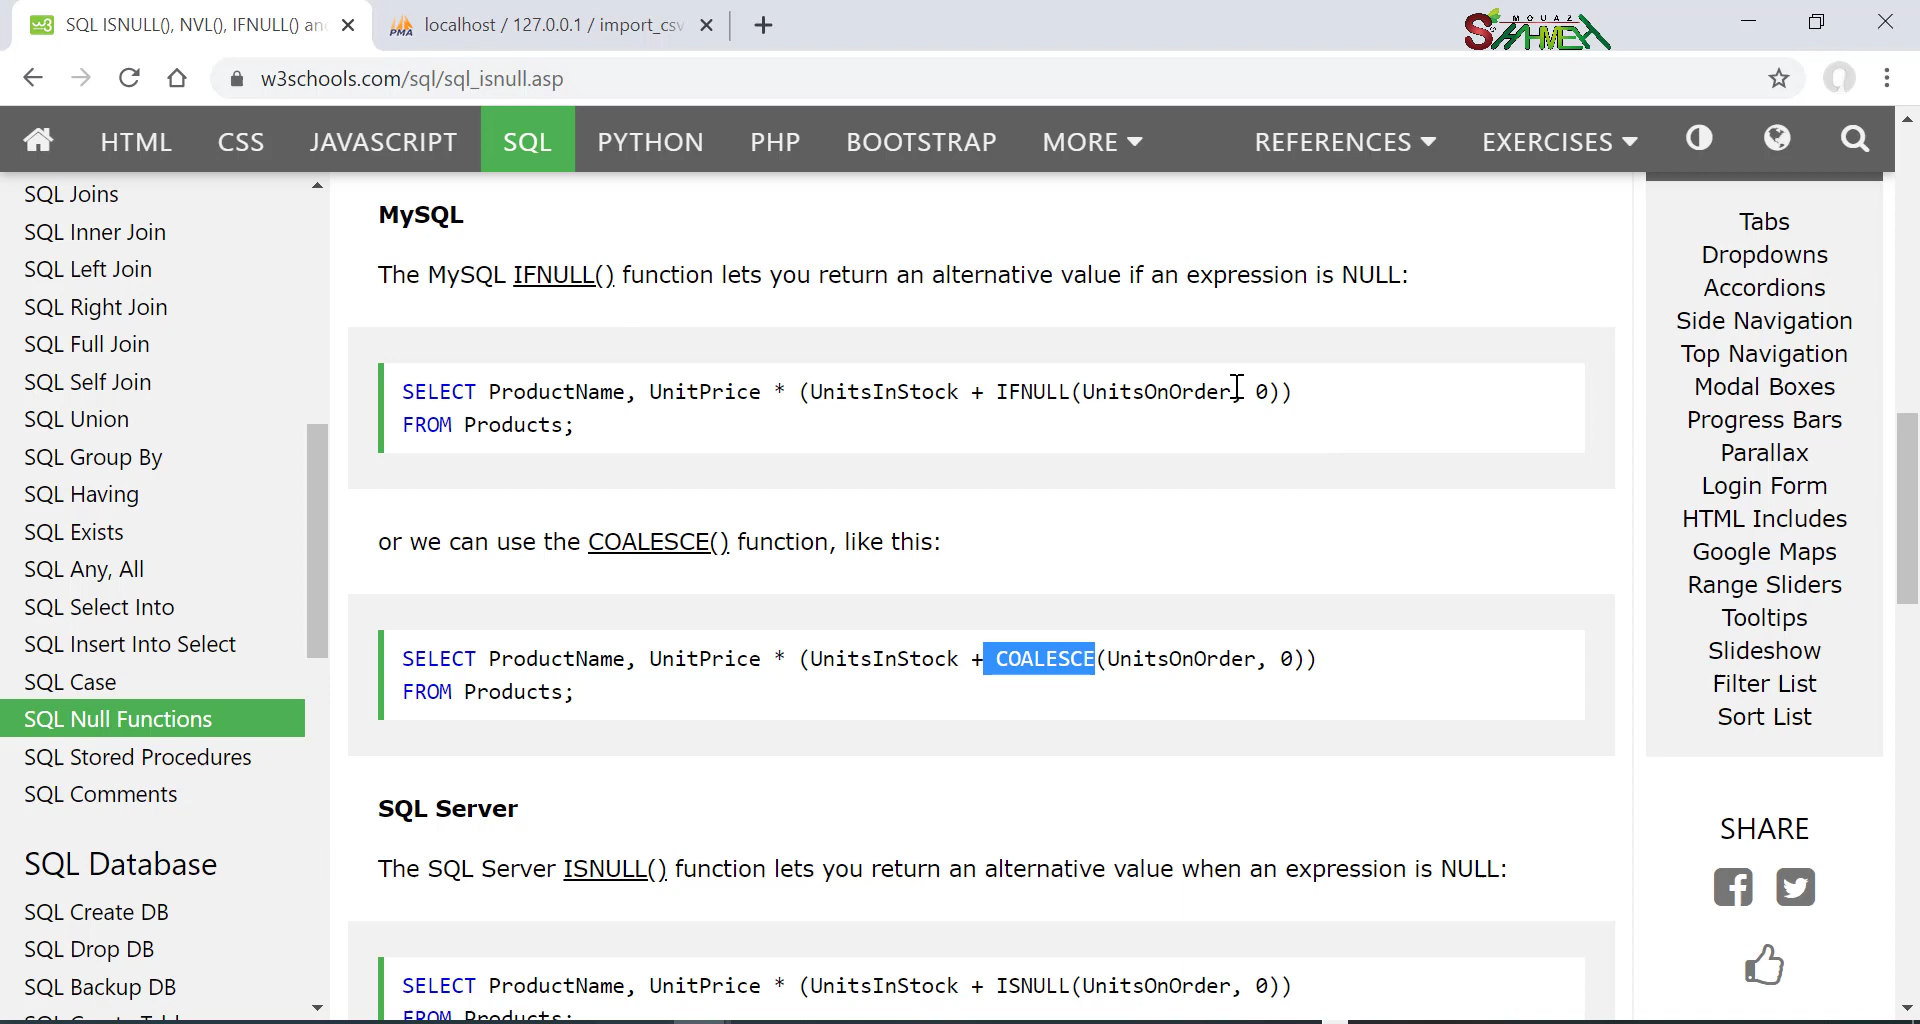 SQL ISNULL(), NVL(), IFNULL() an
localhost / 127.0.0.1 / import_csv
MOUAZ
SHAHMEH
w3schools.com/sql/sql_isnull.asp
HTML CSS JAVASCRIPT SQL PYTHON PHP BOOTSTRAP MORE REFERENCES EXERCISES
SQL Joins
SQL Inner Join
SQL Left Join
SQL Right Join
SQL Full Join
SQL Self Join
SQL Union
SQL Group By
SQL Having
SQL Exists
SQL Any, All
SQL Select Into
SQL Insert Into Select
SQL Case
SQL Null Functions
SQL Stored Procedures
SQL Comments
SQL Database
SQL Create DB
SQL Drop DB
SQL Backup DB
MySQL
The MySQL IFNULL() function lets you return an alternative value if an expression is NULL:
SELECT ProductName, UnitPrice * (UnitsInStock + IFNULL(UnitsOnOrder, 0))
FROM Products;
or we can use the COALESCE() function, like this:
SELECT ProductName, UnitPrice * (UnitsInStock + COALESCE(UnitsOnOrder, 0))
FROM Products;
SQL Server
The SQL Server ISNULL() function lets you return an alternative value when an expression is NULL:
SELECT ProductName, UnitPrice * (UnitsInStock + ISNULL(UnitsOnOrder, 0))
FROM Products;
Tabs
Dropdowns
Accordions
Side Navigation
Top Navigation
Modal Boxes
Progress Bars
Parallax
Login Form
HTML Includes
Google Maps
Range Sliders
Tooltips
Slideshow
Filter List
Sort List
SHARE